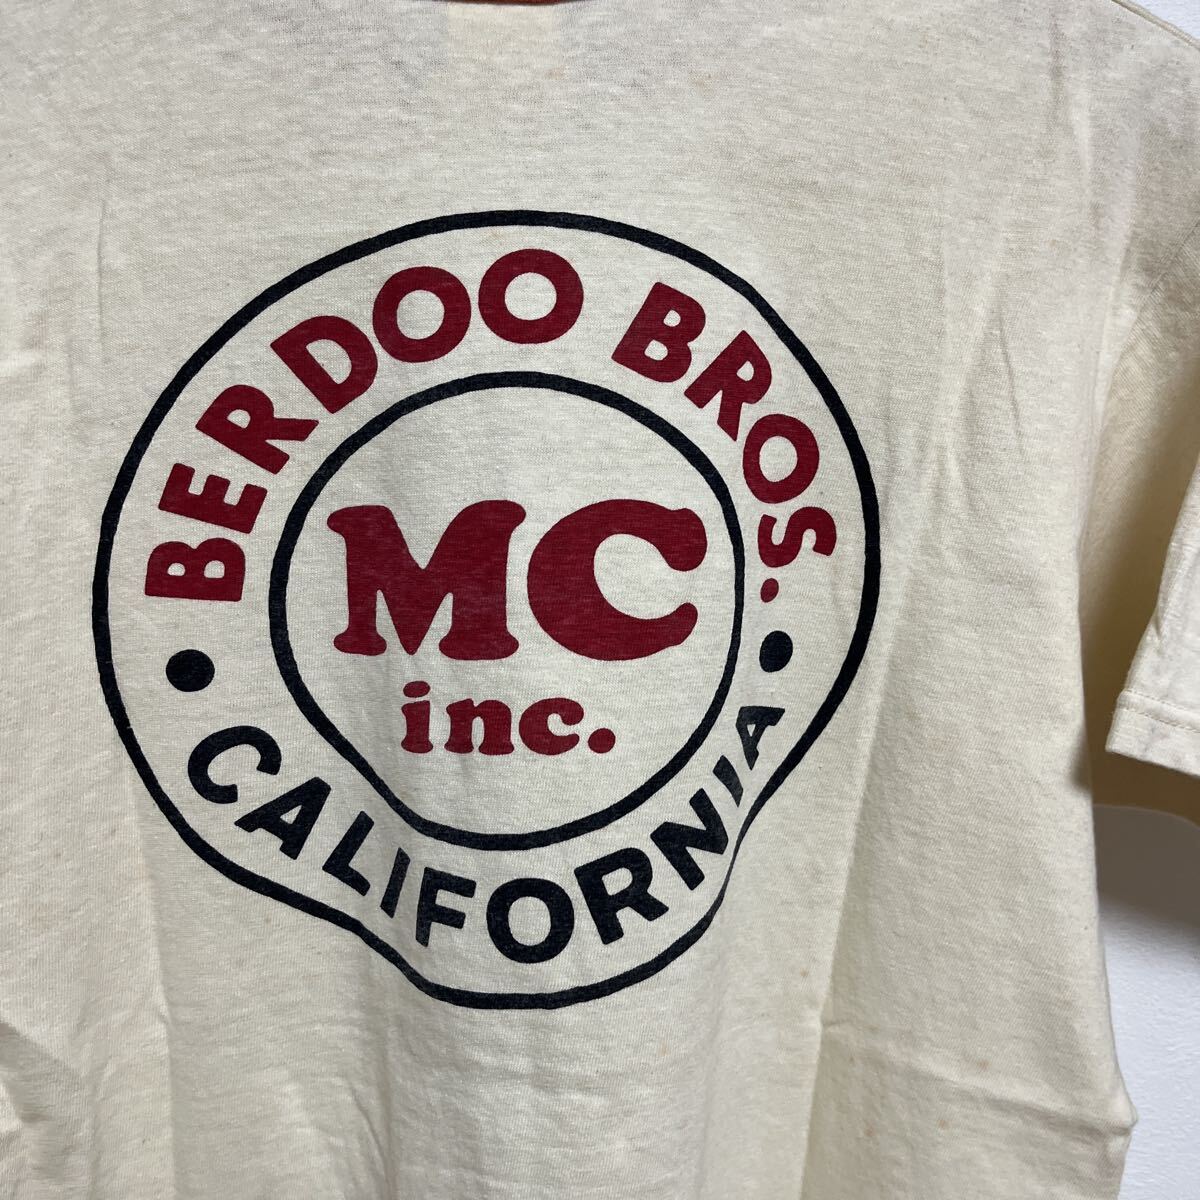 BERDOO BROS.
MC
inc.
• CALIFORNIA •